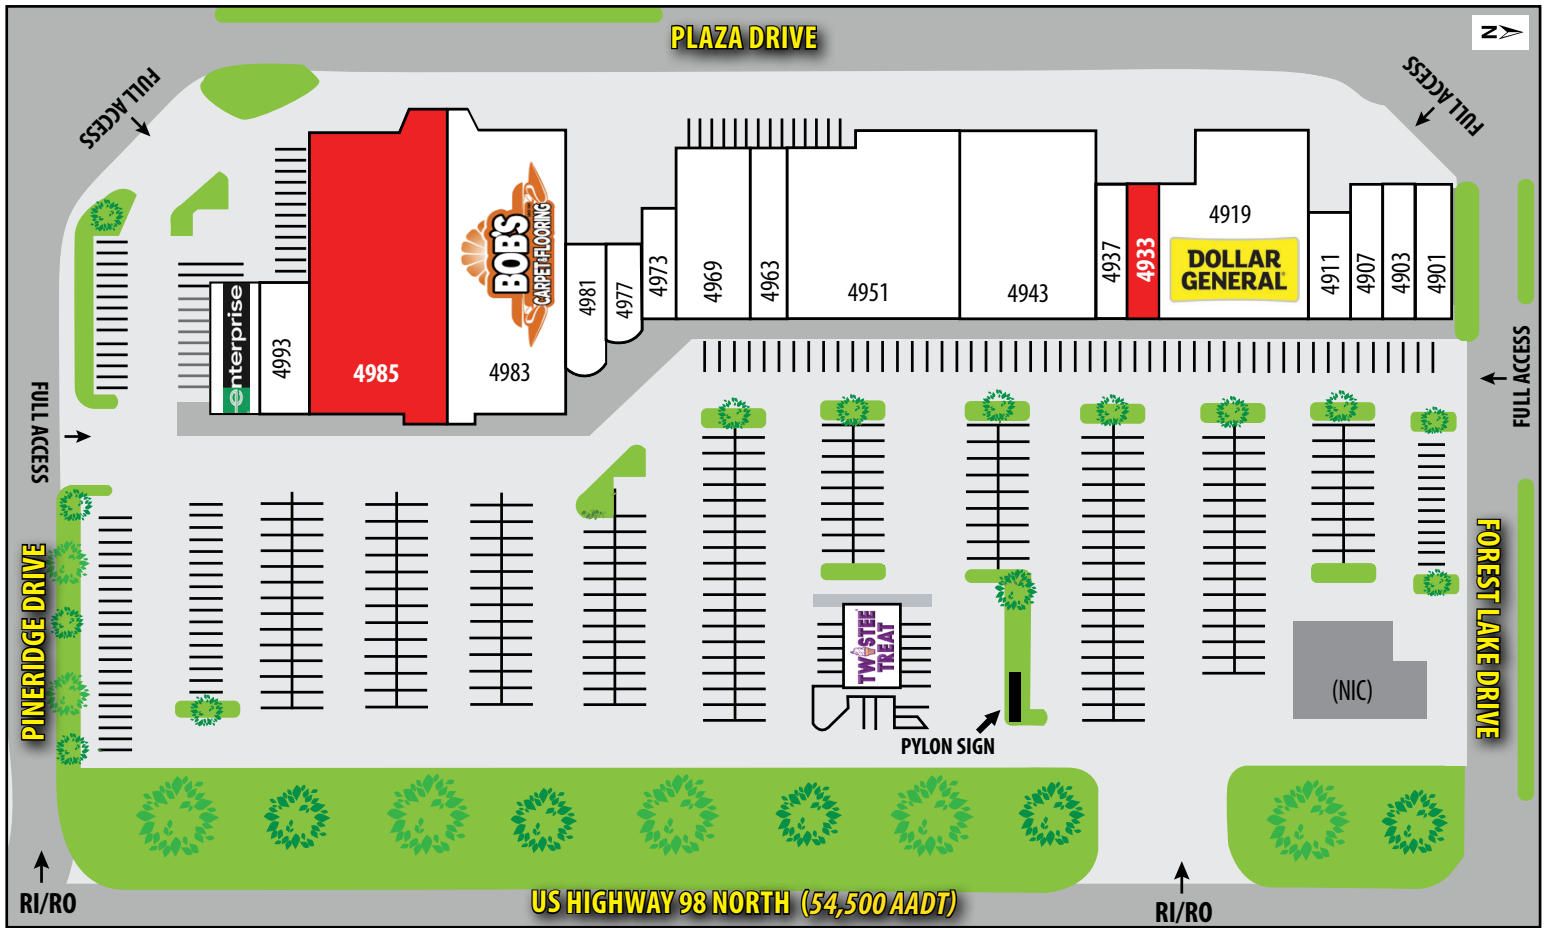 PLAZA DRIVE
N
FULL ACCESS
FULL ACCESS
enterprise
4993
4985
BOB'S
CARPET & FLOORING
4983
4981
4977
4973
4969
4963
4951
4943
4937
4933
4919
DOLLAR
GENERAL
4911
4907
4903
4901
FULL ACCESS
FULL ACCESS
PINERIDGE DRIVE
FOREST LAKE DRIVE
TWISTEE
TREAT
(NIC)
PYLON SIGN
RI/RO
US HIGHWAY 98 NORTH (54,500 AADT)
RI/RO